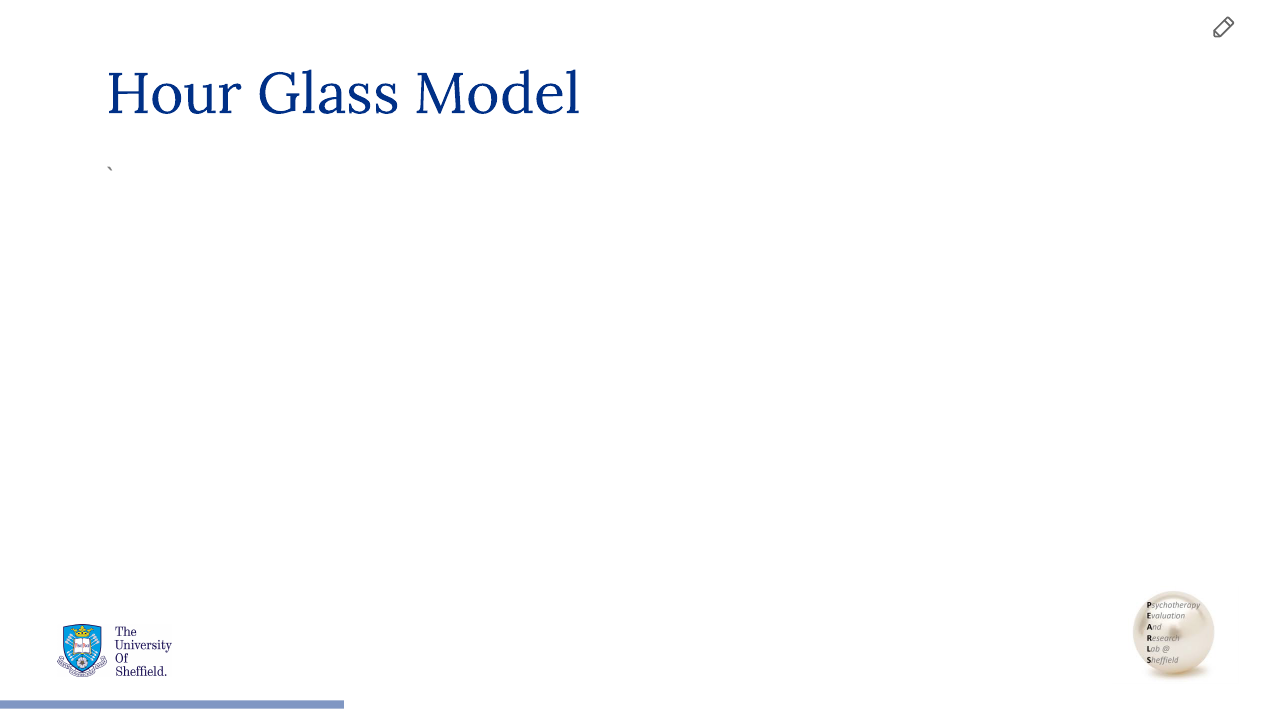 Hour Glass Model
`
The
University
Of
Sheffield.
Psychotherapy
Evaluation
And
Research
Lab @
Sheffield